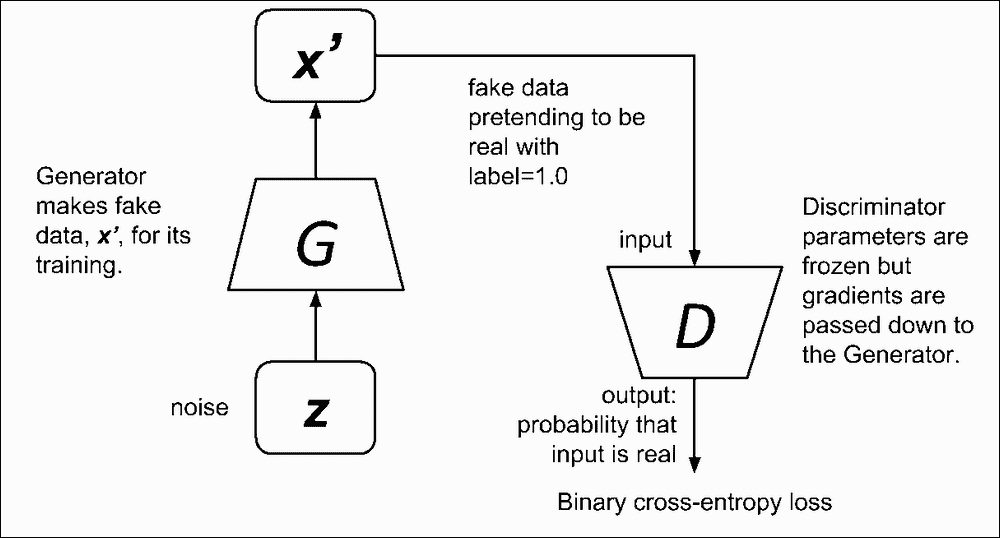 x’
fake data
pretending to be
real with
label=1.0
Generator
makes fake
data, x’, for its
training.
G
Discriminator
parameters are
frozen but
gradients are
passed down to
the Generator.
input
D
noise
z
output:
probability that
input is real
Binary cross-entropy loss